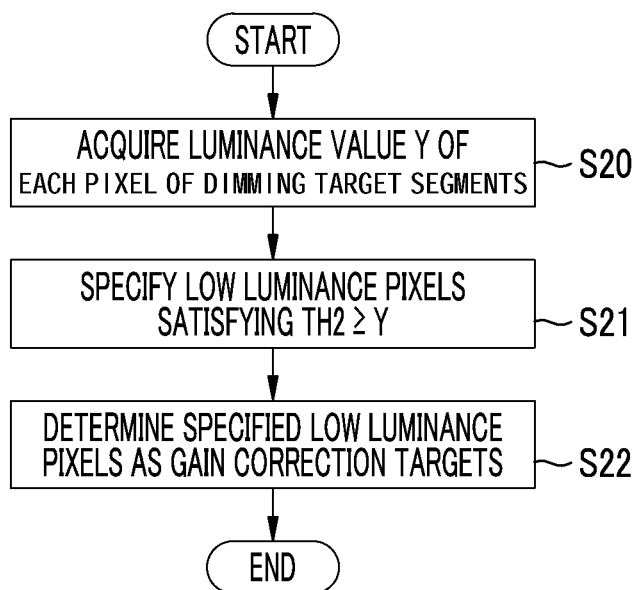 START
ACQUIRE LUMINANCE VALUE Y OF
EACH PIXEL OF DIMMING TARGET SEGMENTS
S20
SPECIFY LOW LUMINANCE PIXELS
SATISFYING TH2 ≥ Y
S21
DETERMINE SPECIFIED LOW LUMINANCE
PIXELS AS GAIN CORRECTION TARGETS
S22
END